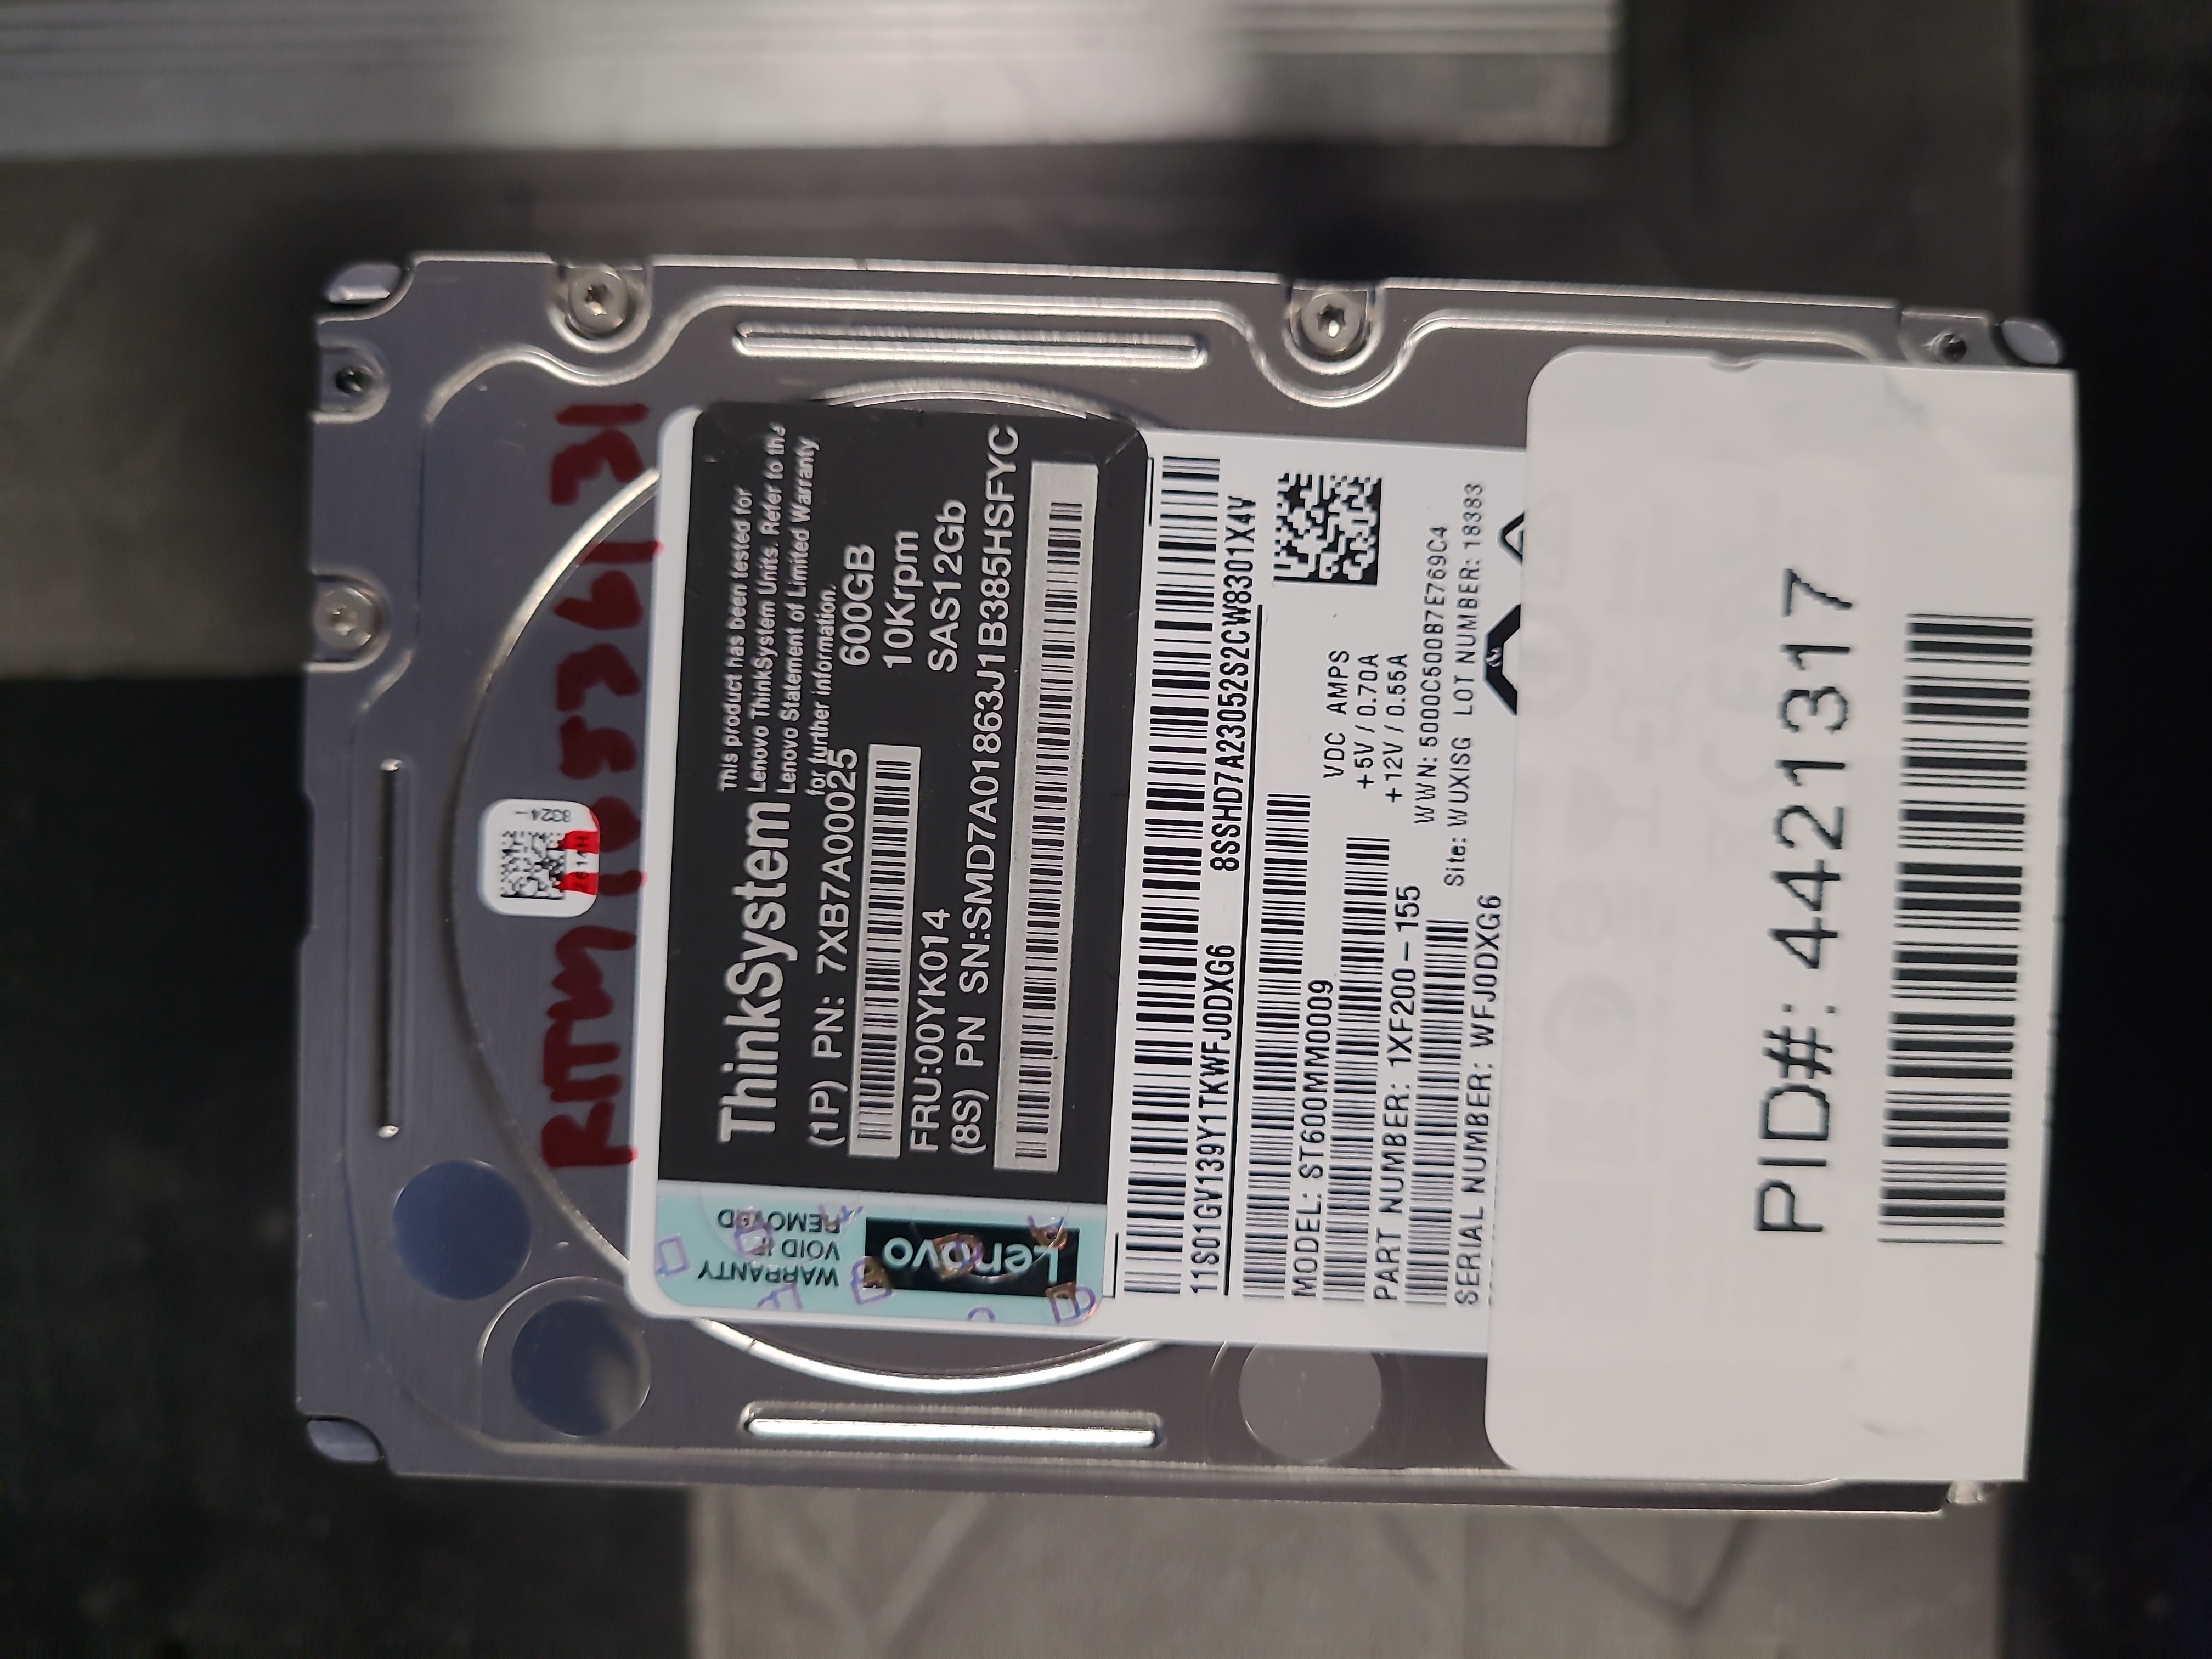 8324-
Z614H
RITM10536131
WARRANTY
VOID IF
REMOVED
Lenovo
ThinkSystem
This product has been tested for
Lenovo ThinkSystem Units. Refer to the
Lenovo Statement of Limited Warranty
for further information.
(1P) PN: 7XB7A00025
600GB
10Krpm
SAS12Gb
FRU:00YK014
(8S) PN SN:SMD7A01863J1B385HSFYC
11S01GV139Y1TKWFJ0DXG6 8SSHD7A23052S2CW8301X4V
MODEL: ST600MM0009
VDC AMPS
+5V / 0.70A
+12V / 0.55A
PART NUMBER: 1XF200-155
WWN: 5000C500B7E769C4
Site: WUXISG LOT NUMBER: 18383
SERIAL NUMBER: WFJ0DXG6
PID#: 4421317